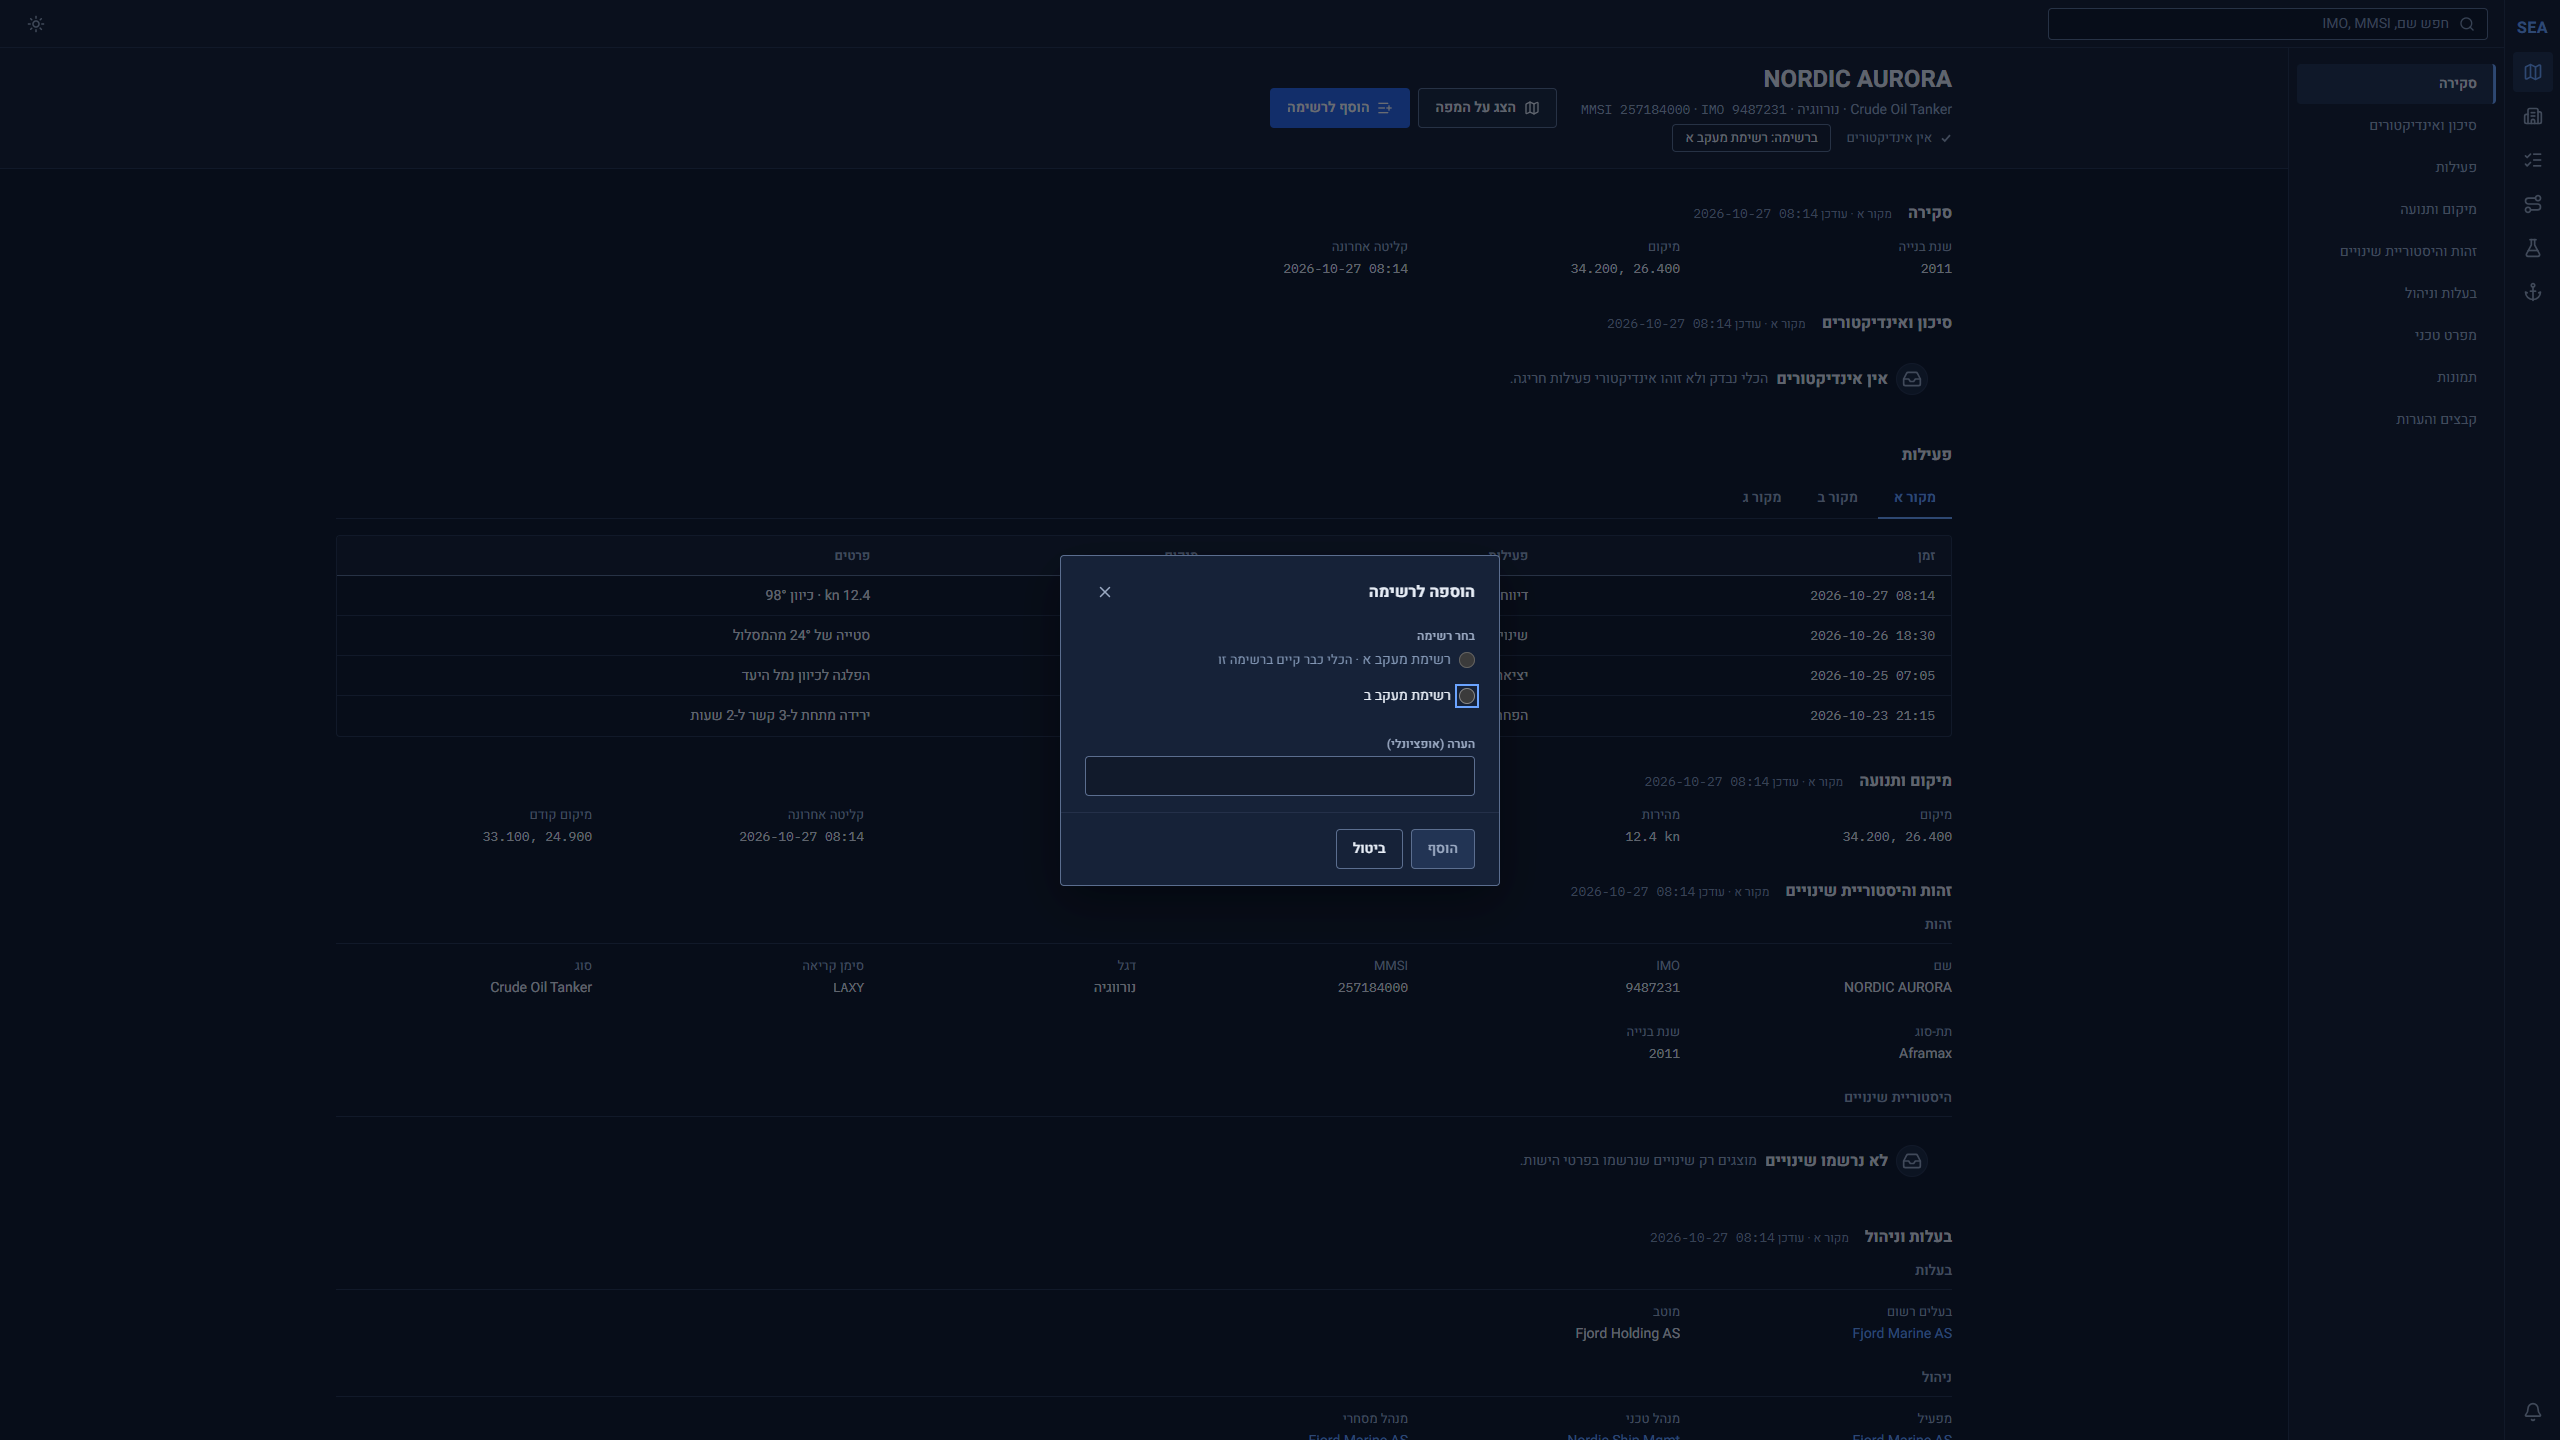 SEA
חפש שם, IMO, MMSI
סקירה
סיכון ואינדיקטורים
פעילות
מיקום ותנועה
זהות והיסטוריית שינויים
בעלות וניהול
מפרט טכני
תמונות
קבצים והערות
NORDIC AURORA
Crude Oil Tanker · נורווגיה · IMO 9487231 · MMSI 257184000
אין אינדיקטורים
ברשימה: רשימת מעקב א
הצג על המפה
הוסף לרשימה
סקירה מקור א · עודכן 2026-10-27 08:14
שנת בנייה מיקום קליטה אחרונה
2011 34.200, 26.400 2026-10-27 08:14
סיכון ואינדיקטורים מקור א · עודכן 2026-10-27 08:14
אין אינדיקטורים הכלי נבדק ולא זוהו אינדיקטורי פעילות חריגה.
פעילות
מקור א מקור ב מקור ג
זמן פרטים
2026-10-27 08:14 12.4 kn · כיוון 98°
2026-10-26 18:30 סטייה של 24° מהמסלול
2026-10-25 07:05 הפלגה לכיוון נמל היעד
2026-10-23 21:15 ירידה מתחת ל-3 קשר ל-2 שעות
הוספה לרשימה
בחר רשימה
רשימת מעקב א · הכלי כבר קיים ברשימה זו
רשימת מעקב ב
הערה (אופציונלי)
הוסף ביטול
מיקום ותנועה מקור א · עודכן 2026-10-27 08:14
מיקום מהירות קליטה אחרונה מיקום קודם
34.200, 26.400 12.4 kn 2026-10-27 08:14 33.100, 24.900
זהות והיסטוריית שינויים מקור א · עודכן 2026-10-27 08:14
זהות
שם IMO MMSI דגל סימן קריאה סוג
NORDIC AURORA 9487231 257184000 נורווגיה LAXY Crude Oil Tanker
תת-סוג שנת בנייה
Aframax 2011
היסטוריית שינויים
לא נרשמו שינויים מוצגים רק שינויים שנרשמו בפרטי הישות.
בעלות וניהול מקור א · עודכן 2026-10-27 08:14
בעלות
בעלים רשום מוטב
Fjord Marine AS Fjord Holding AS
ניהול
מפעיל מנהל טכני מנהל מסחרי
Fjord Marine AS Nordic Ship Mgmt Fjord Marine AS